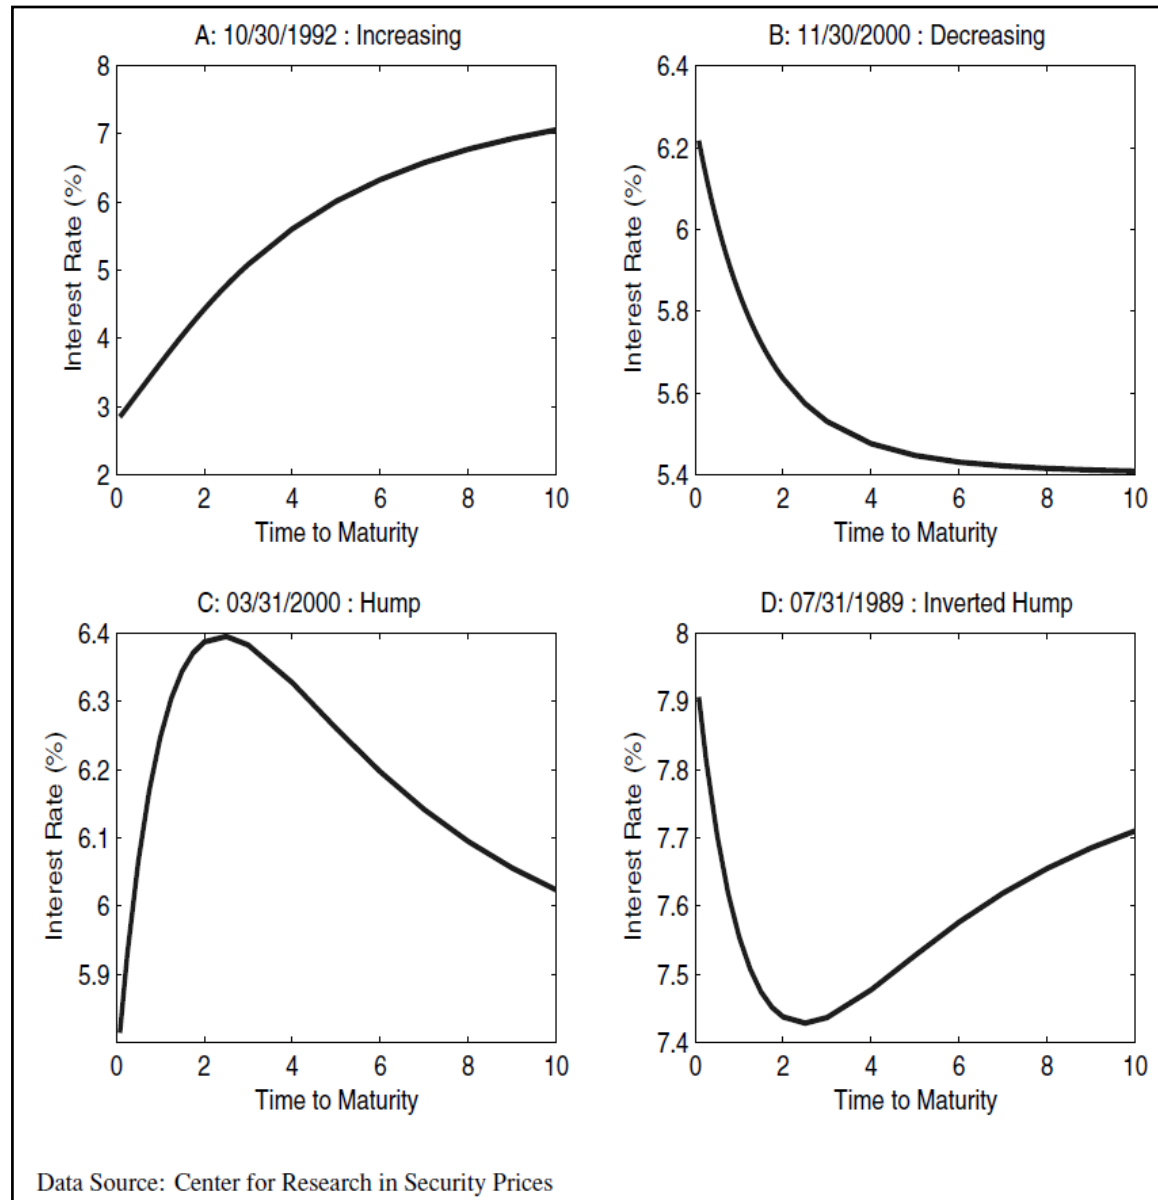 A: 10/30/1992 : Increasing
8
7
6
5
4
3
2
Interest Rate (%)
0 2 4 6 8 10
Time to Maturity
B: 11/30/2000 : Decreasing
6.4
6.2
6
5.8
5.6
5.4
Interest Rate (%)
0 2 4 6 8 10
Time to Maturity
C: 03/31/2000 : Hump
6.4
6.3
6.2
6.1
6
5.9
Interest Rate (%)
0 2 4 6 8 10
Time to Maturity
D: 07/31/1989 : Inverted Hump
8
7.9
7.8
7.7
7.6
7.5
7.4
Interest Rate (%)
0 2 4 6 8 10
Time to Maturity
Data Source: Center for Research in Security Prices